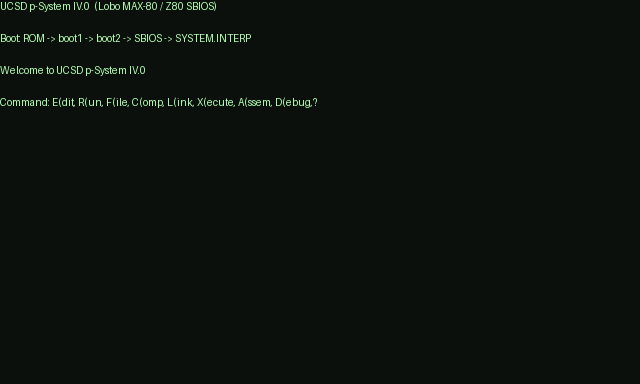 UCSD p-System IV.0 (Lobo MAX-80 / Z80 SBIOS)
Boot: ROM -> boot1 -> boot2 -> SBIOS -> SYSTEM.INTERP
Welcome to UCSD p-System IV.0
Command: E(dit, R(un, F(ile, C(omp, L(ink, X(ecute, A(ssem, D(ebug,?